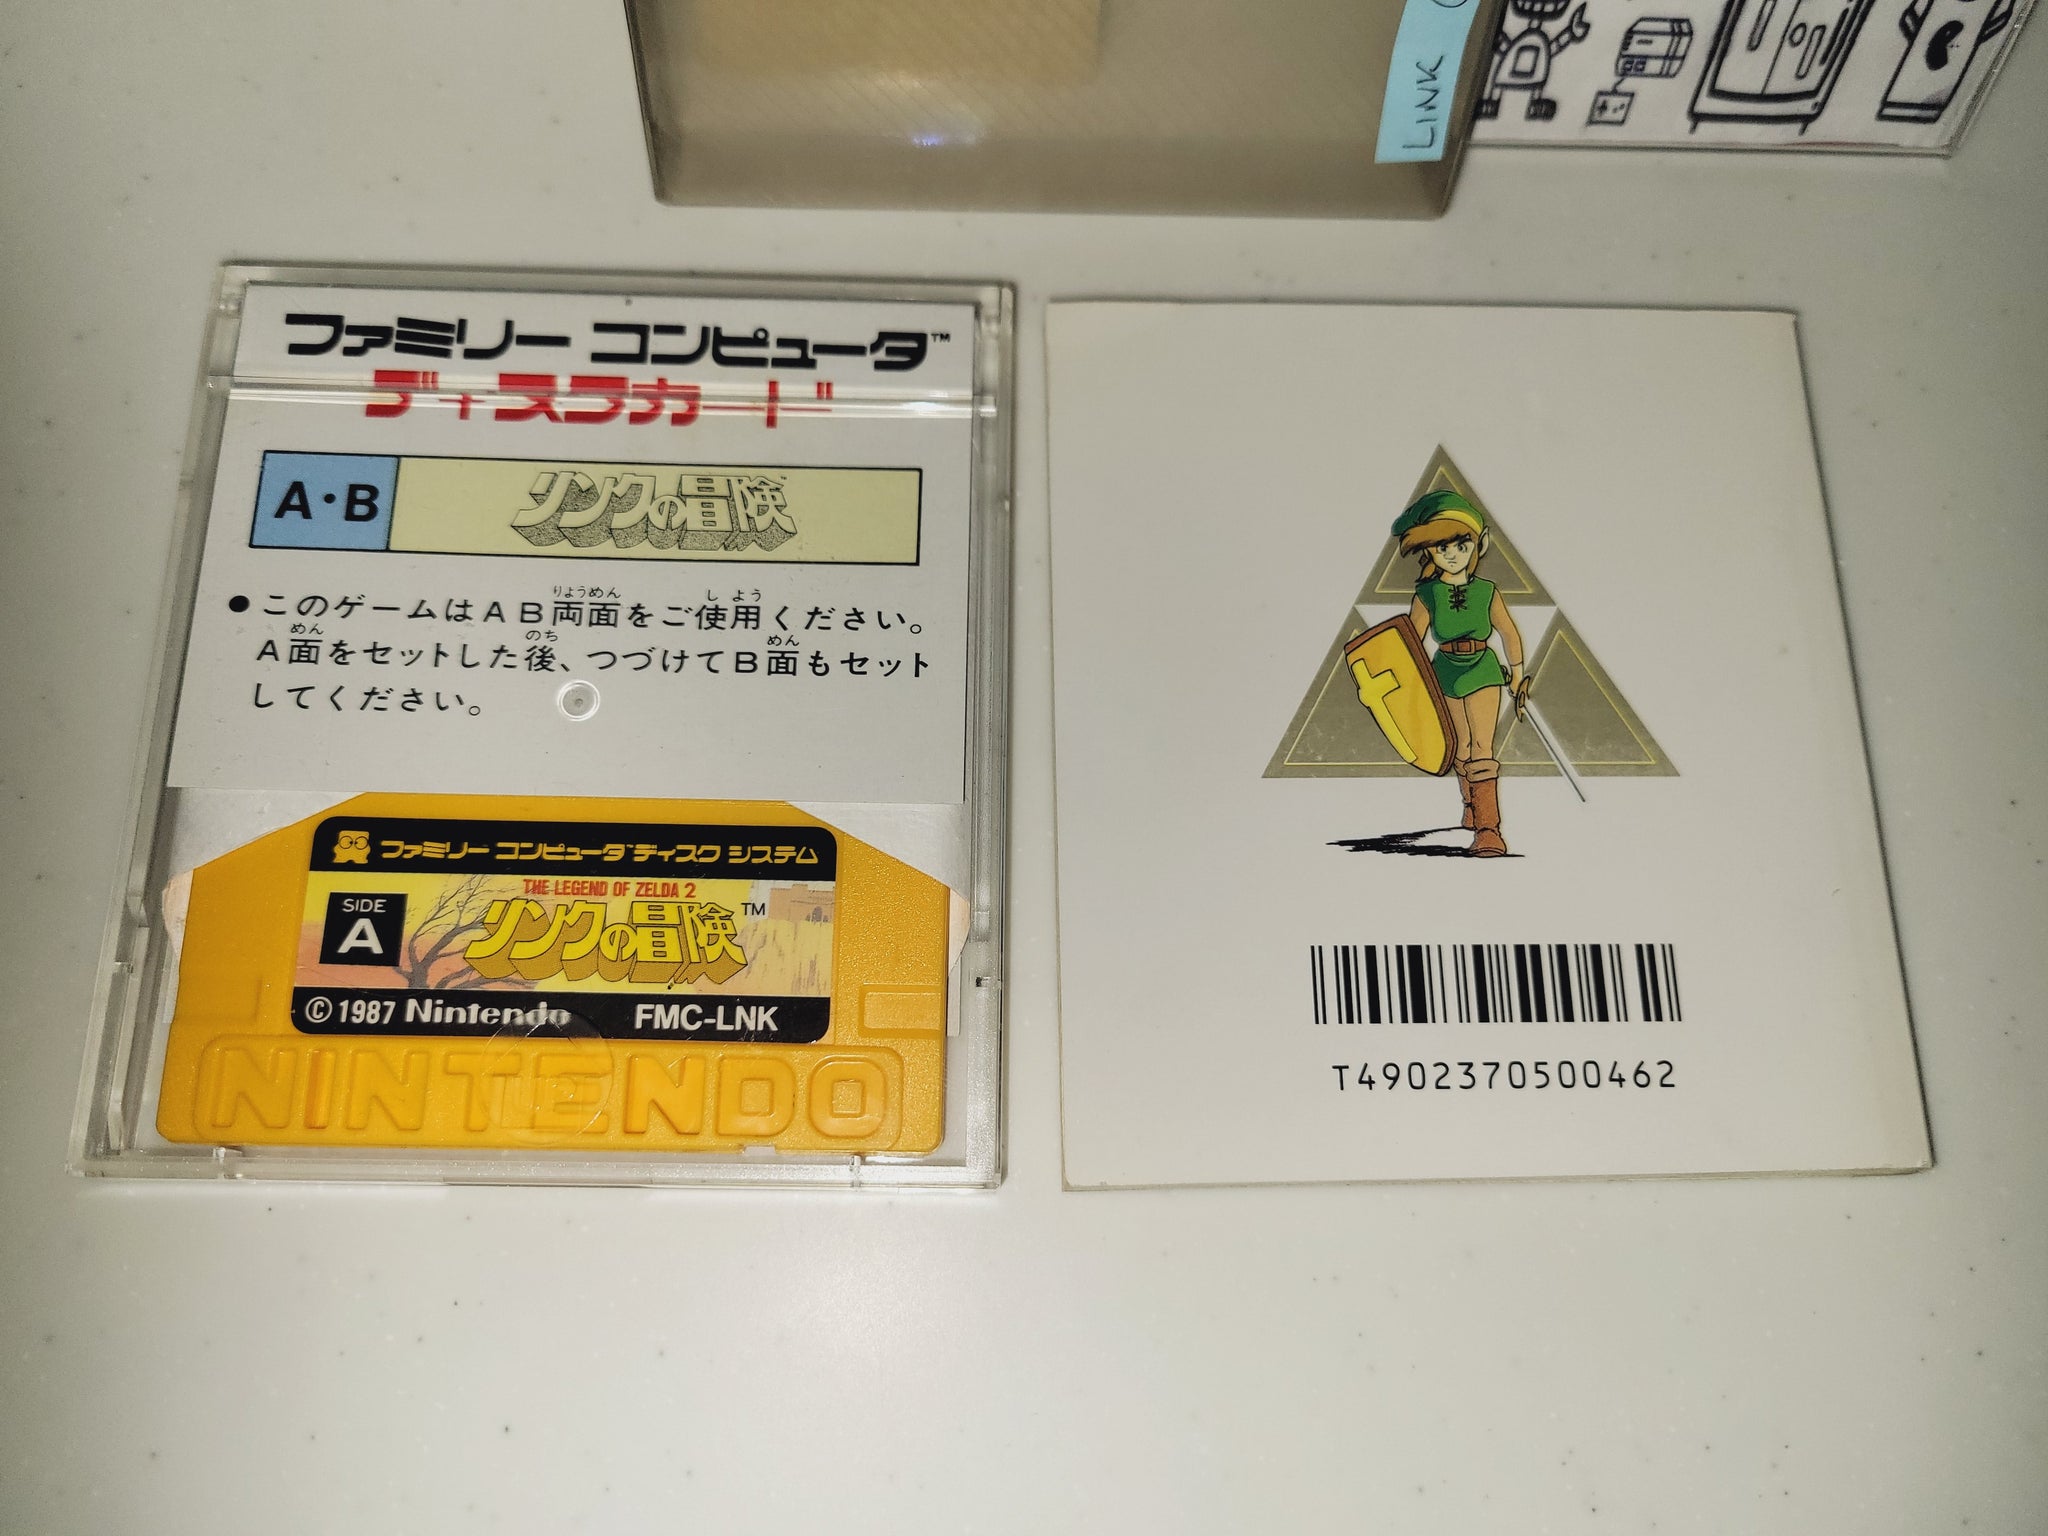 LINK
ファミリー コンピュータ™
ディスクカード
A・B
リンクの冒険
●このゲームはAB両面をご使用ください。
A面をセットした後、つづけてB面もセット
してください。
ファミリー コンピュータ ディスク システム
SIDE
A
THE LEGEND OF ZELDA 2
リンクの冒険™
© 1987 Nintendo FMC-LNK
NINTENDO
T4902370500462